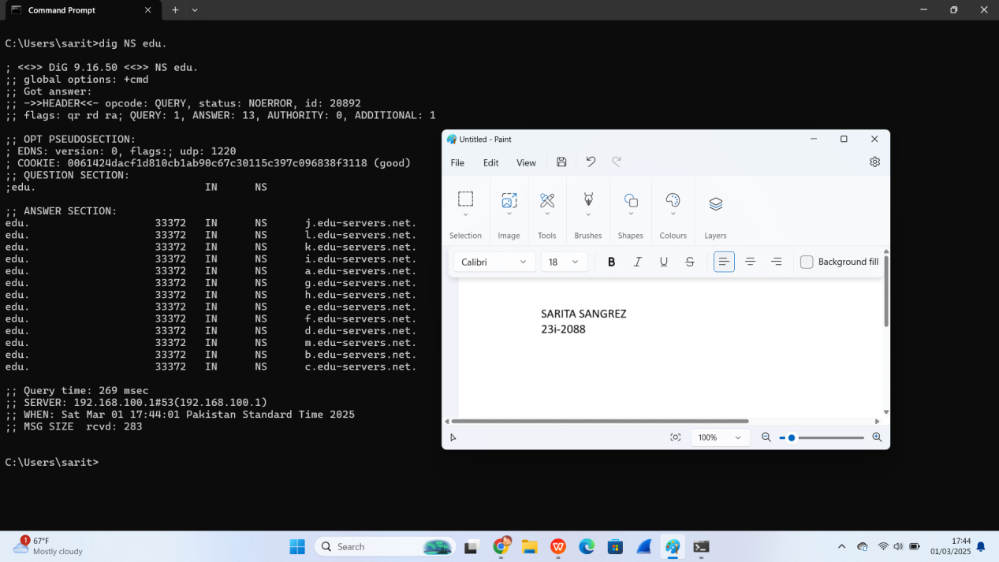 Command Prompt
C:\Users\sarit>dig NS edu.
; <<>> DiG 9.16.50 <<>> NS edu.
;; global options: +cmd
;; Got answer:
;; ->>HEADER<<- opcode: QUERY, status: NOERROR, id: 20892
;; flags: qr rd ra; QUERY: 1, ANSWER: 13, AUTHORITY: 0, ADDITIONAL: 1
;; OPT PSEUDOSECTION:
; EDNS: version: 0, flags:; udp: 1220
; COOKIE: 0061424dacf1d810cb1ab90c67c30115c397c096838f3118 (good)
;; QUESTION SECTION:
;edu. IN NS
;; ANSWER SECTION:
edu. 33372 IN NS j.edu-servers.net.
edu. 33372 IN NS l.edu-servers.net.
edu. 33372 IN NS k.edu-servers.net.
edu. 33372 IN NS i.edu-servers.net.
edu. 33372 IN NS a.edu-servers.net.
edu. 33372 IN NS g.edu-servers.net.
edu. 33372 IN NS h.edu-servers.net.
edu. 33372 IN NS e.edu-servers.net.
edu. 33372 IN NS f.edu-servers.net.
edu. 33372 IN NS d.edu-servers.net.
edu. 33372 IN NS m.edu-servers.net.
edu. 33372 IN NS b.edu-servers.net.
edu. 33372 IN NS c.edu-servers.net.
;; Query time: 269 msec
;; SERVER: 192.168.100.1#53(192.168.100.1)
;; WHEN: Sat Mar 01 17:44:01 Pakistan Standard Time 2025
;; MSG SIZE rcvd: 283
C:\Users\sarit>
Untitled - Paint
File Edit View
Selection Image Tools Brushes Shapes Colours Layers
Calibri 18 B I U S Background fill
SARITA SANGREZ
23i-2088
100%
1
67°F
Mostly cloudy
Search
17:44
01/03/2025